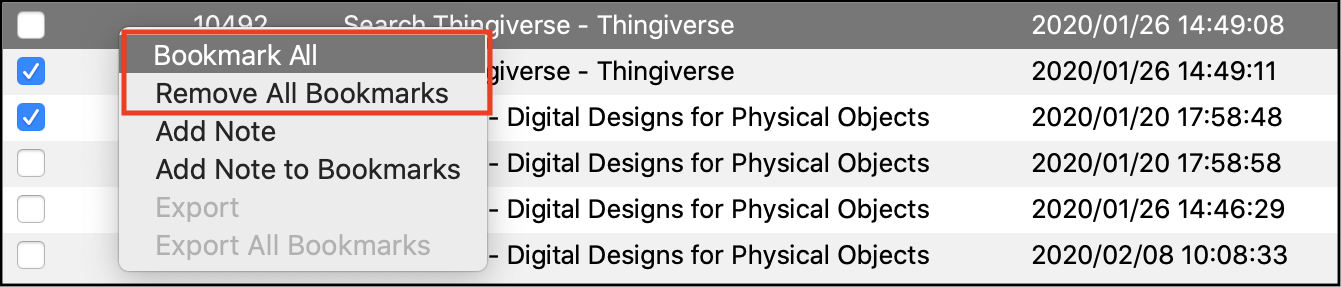 10492 Search Thingiverse - Thingiverse 2020/01/26 14:49:08
Bookmark All
giverse - Thingiverse 2020/01/26 14:49:11
Remove All Bookmarks
- Digital Designs for Physical Objects 2020/01/20 17:58:48
Add Note
- Digital Designs for Physical Objects 2020/01/20 17:58:58
Add Note to Bookmarks
- Digital Designs for Physical Objects 2020/01/26 14:46:29
Export
- Digital Designs for Physical Objects 2020/02/08 10:08:33
Export All Bookmarks